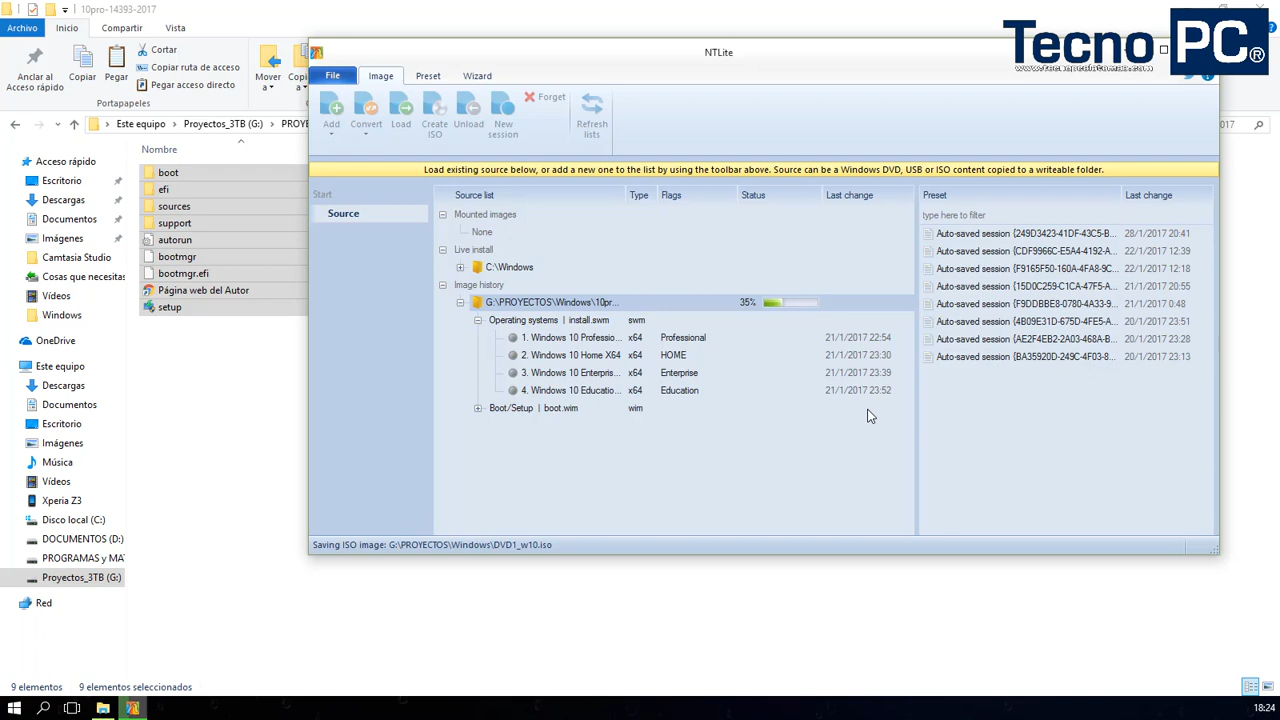 10pro-14393-2017
Archivo
Inicio
Compartir
Vista
Anclar al
Acceso rápido
Copiar
Pegar
Cortar
Copiar ruta de acceso
Pegar acceso directo
Portapapeles
Mover
a
Copi
a
Este equipo
Proyectos_3TB (G:)
PROYE
Acceso rápido
Escritorio
Descargas
Documentos
Imágenes
Camtasia Studio
Cosas que necesitas
Vídeos
Windows
OneDrive
Este equipo
Descargas
Documentos
Escritorio
Imágenes
Música
Vídeos
Xperia Z3
Disco local (C:)
DOCUMENTOS (D:)
PROGRAMAS y MA
Proyectos_3TB (G:)
Red
Nombre
boot
efi
sources
support
autorun
bootmgr
bootmgr.efi
Página web del Autor
setup
9 elementos
9 elementos seleccionados
NTLite
File
Image
Preset
Wizard
Add
Convert
Load
Create
ISO
Unload
New
session
Forget
Refresh
lists
Load existing source below, or add a new one to the list by using the toolbar above. Source can be a Windows DVD, USB or ISO content copied to a writeable folder.
Start
Source
Source list
Type
Flags
Status
Last change
Mounted images
None
Live install
C:\Windows
Image history
G:\PROYECTOS\Windows\10pr...
35%
Operating systems | install.swm
swm
1. Windows 10 Professio...
x64
Professional
21/1/2017 22:54
2. Windows 10 Home X64
x64
HOME
21/1/2017 23:30
3. Windows 10 Enterpris...
x64
Enterprise
21/1/2017 23:39
4. Windows 10 Educatio...
x64
Education
21/1/2017 23:52
Boot/Setup | boot.wim
wim
Preset
Last change
type here to filter
Auto-saved session {249D3423-41DF-43C5-B...
28/1/2017 20:41
Auto-saved session {CDF9966C-E5A4-4192-A...
22/1/2017 12:39
Auto-saved session {F9165F50-160A-4FA8-9C...
22/1/2017 12:18
Auto-saved session {15D0C259-C1CA-47F5-A...
21/1/2017 20:56
Auto-saved session {F9DDBBE8-0780-4A33-9...
21/1/2017 0:48
Auto-saved session {4B09E31D-675D-4FE5-A...
20/1/2017 23:51
Auto-saved session {AE2F4EB2-2A03-468A-B...
20/1/2017 23:28
Auto-saved session {BA35920D-249C-4F03-8...
20/1/2017 23:13
Saving ISO image: G:\PROYECTOS\Windows\DVD1_w10.iso
Tecno PC®
017
18:24